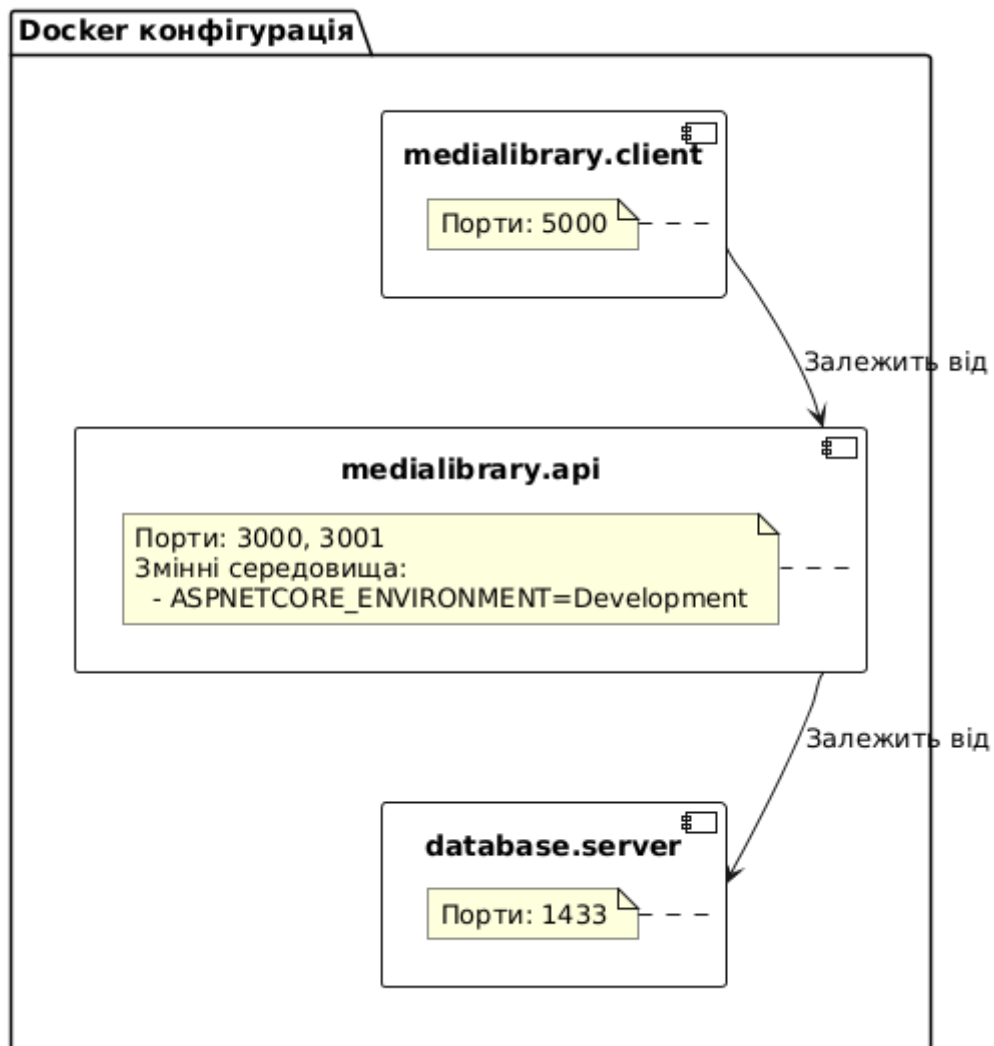 Docker конфігурація
medialibrary.client
Порти: 5000
Залежить від
medialibrary.api
Порти: 3000, 3001
Змінні середовища:
- ASPNETCORE_ENVIRONMENT=Development
Залежить від
database.server
Порти: 1433